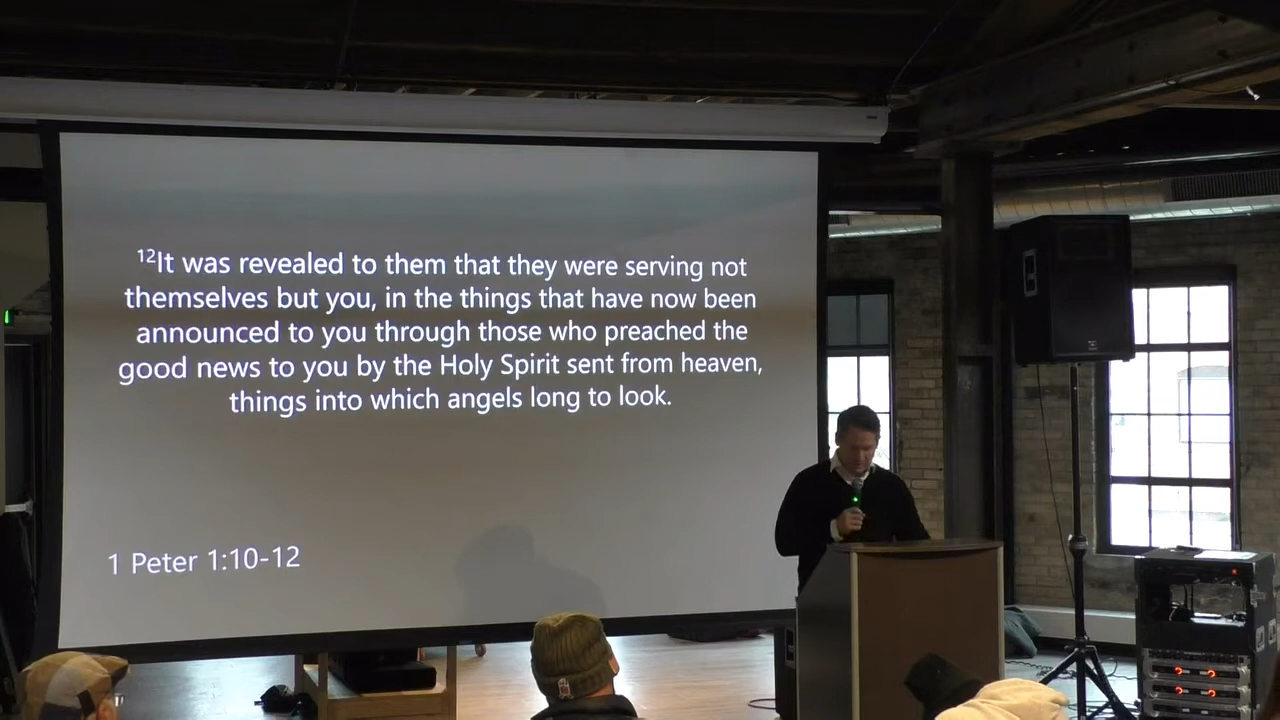 ¹²It was revealed to them that they were serving not
themselves but you, in the things that have now been
announced to you through those who preached the
good news to you by the Holy Spirit sent from heaven,
things into which angels long to look.
1 Peter 1:10-12